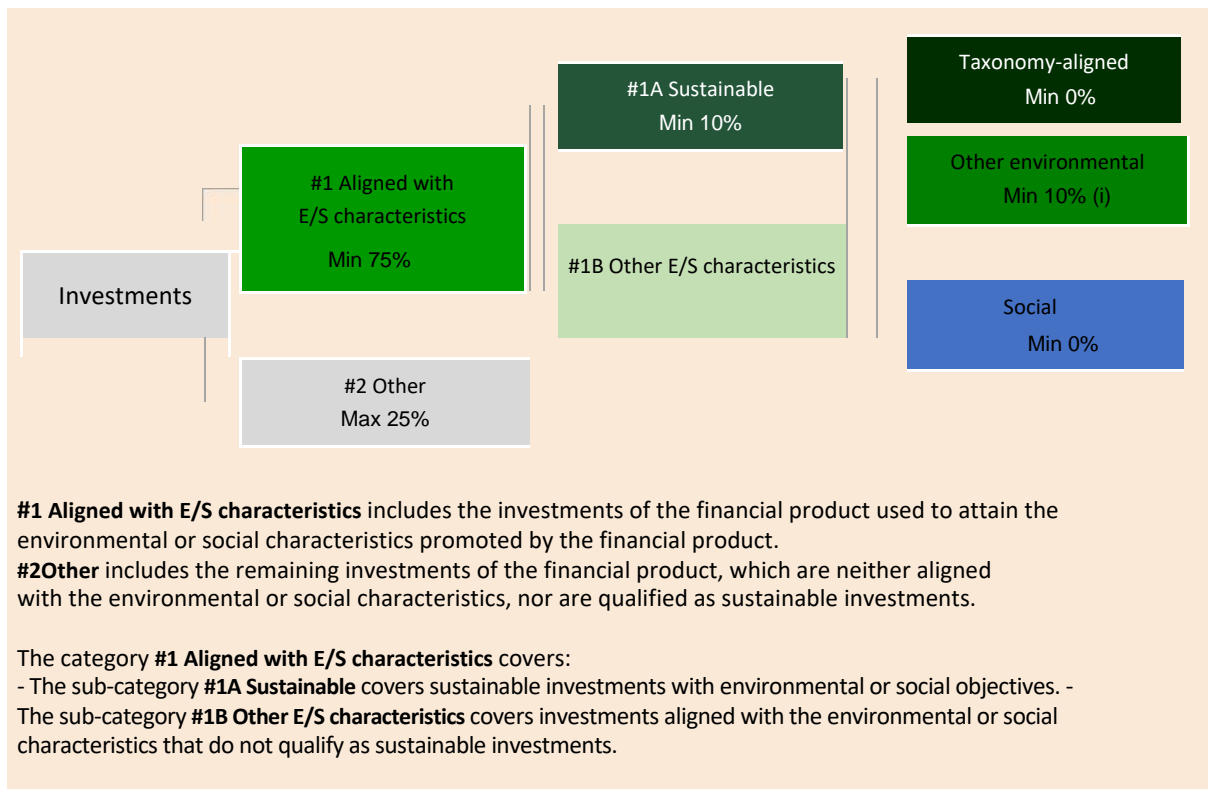 Investments
#1 Aligned with
E/S characteristics
Min 75%
#2 Other
Max 25%
#1A Sustainable
Min 10%
#1B Other E/S characteristics
Taxonomy-aligned
Min 0%
Other environmental
Min 10% (i)
Social
Min 0%
#1 Aligned with E/S characteristics includes the investments of the financial product used to attain the
environmental or social characteristics promoted by the financial product.
#2Other includes the remaining investments of the financial product, which are neither aligned
with the environmental or social characteristics, nor are qualified as sustainable investments.
The category #1 Aligned with E/S characteristics covers:
- The sub-category #1A Sustainable covers sustainable investments with environmental or social objectives. -
The sub-category #1B Other E/S characteristics covers investments aligned with the environmental or social
characteristics that do not qualify as sustainable investments.